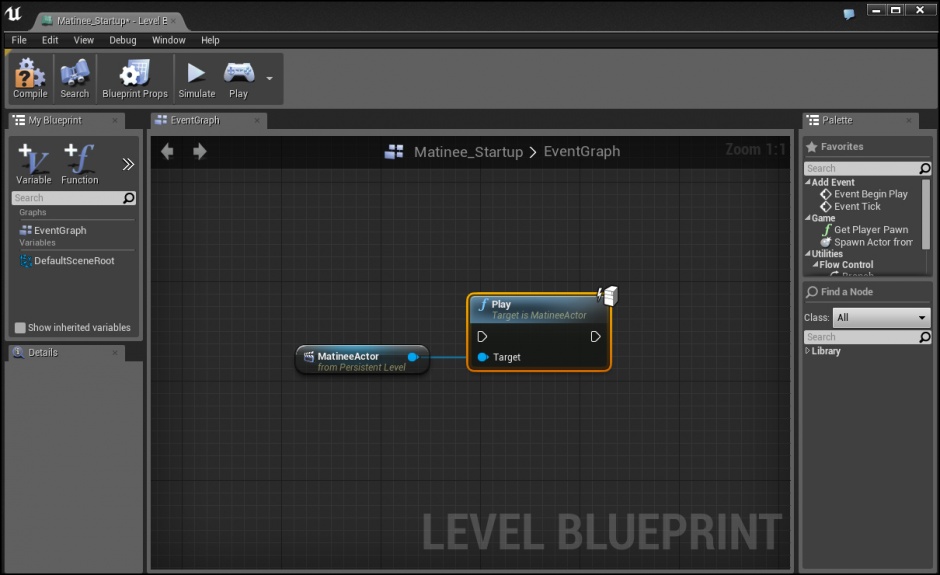 Matinee_Startup* - Level B
File Edit View Debug Window Help
Compile Search Blueprint Props Simulate Play
My Blueprint
Variable Function
Search
Graphs
EventGraph
Variables
DefaultSceneRoot
Show inherited variables
Details
EventGraph
Matinee_Startup > EventGraph
Zoom 1:1
MatineeActor
from Persistent Level
Play
Target is MatineeActor
Target
LEVEL BLUEPRINT
Palette
Favorites
Search
Add Event
Event Begin Play
Event Tick
Game
Get Player Pawn
Spawn Actor from
Utilities
Flow Control
Find a Node
Class: All
Search
Library